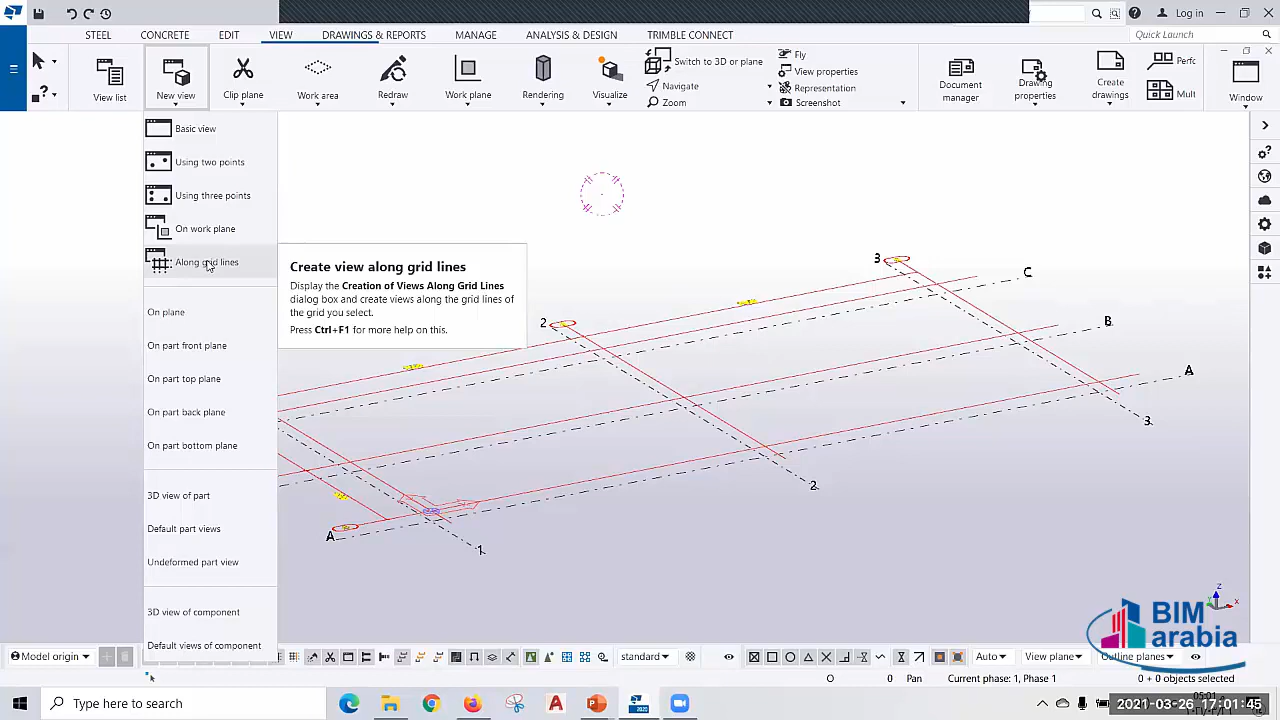 Log in
STEEL CONCRETE EDIT VIEW DRAWINGS & REPORTS MANAGE ANALYSIS & DESIGN TRIMBLE CONNECT
Quick Launch
View list
New view
Clip plane
Work area
Redraw
Work plane
Rendering
Visualize
Switch to 3D or plane
Navigate
Zoom
Fly
View properties
Representation
Screenshot
Document manager
Drawing properties
Create drawings
Perfc
Mult
Window
Basic view
Using two points
Using three points
On work plane
Along grid lines
On plane
On part front plane
On part top plane
On part back plane
On part bottom plane
3D view of part
Default part views
Undeformed part view
3D view of component
Default views of component
Create view along grid lines
Display the Creation of Views Along Grid Lines
dialog box and create views along the grid lines of
the grid you select.
Press Ctrl+F1 for more help on this.
3
C
2
B
A
3
2
A
1
z
x
BIM
arabia
Model origin
standard
Auto
View plane
Outline planes
O
0
Pan
Current phase: 1, Phase 1
0 + 0 objects selected
Type here to search
2021-03-26 17:01:45